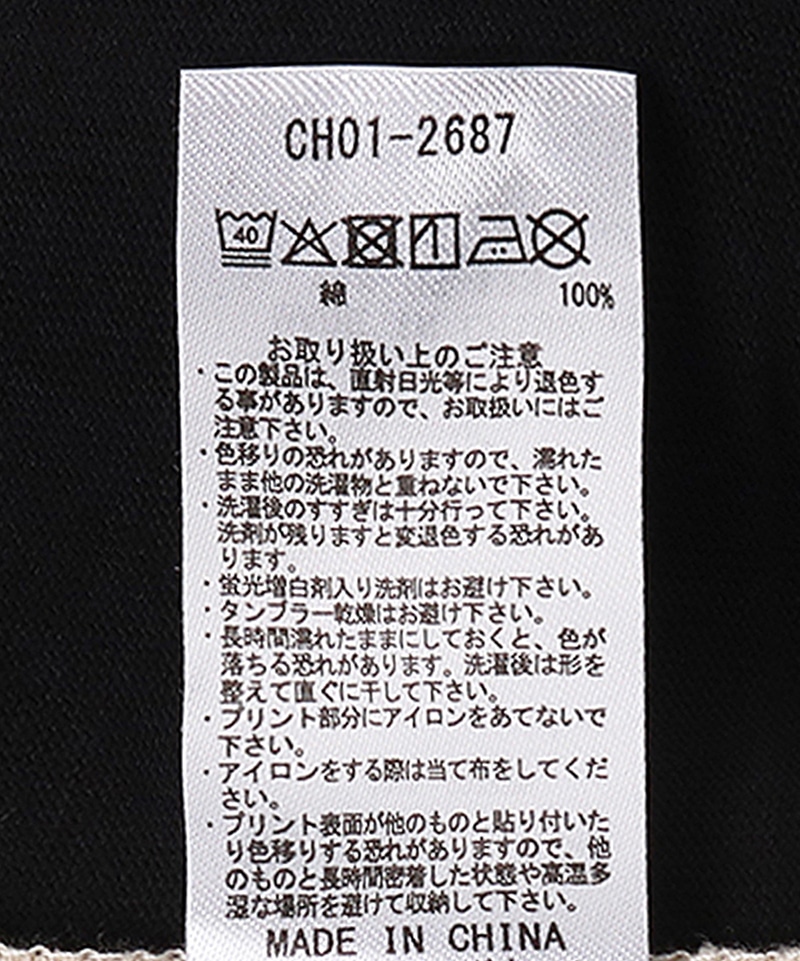 CH01-2687
40
綿 100%
お取り扱い上のご注意
・この製品は、直射日光等により退色す
る事がありますので、お取扱いにはご
注意下さい。
・色移りの恐れがありますので、濡れた
まま他の洗濯物と重ねないで下さい。
・洗濯後のすすぎは十分行って下さい。
洗剤が残りますと変退色する恐れがあ
ります。
・蛍光増白剤入り洗剤はお避け下さい。
・タンブラー乾燥はお避け下さい。
・長時間濡れたままにしておくと、色が
落ちる恐れがあります。洗濯後は形を
整えて直ぐに干して下さい。
・プリント部分にアイロンをあてないで
下さい。
・アイロンをする際は当て布をしてくだ
さい。
・プリント表面が他のものと貼り付いた
り色移りする恐れがありますので、他
のものと長時間密着した状態や高温多
湿な場所を避けて収納して下さい。
MADE IN CHINA